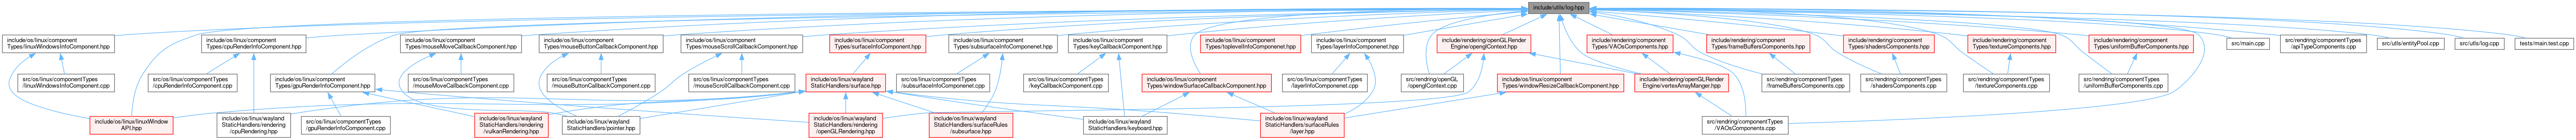 include/utils/log.hpp
include/os/linux/component
Types/linuxWindowsInfoComponent.hpp
include/os/linux/component
Types/cpuRenderInfoComponent.hpp
include/os/linux/component
Types/mouseMoveCallbackComponent.hpp
include/os/linux/component
Types/mouseButtonCallbackComponent.hpp
include/os/linux/component
Types/mouseScrollCallbackComponent.hpp
include/os/linux/component
Types/surfaceInfoComponent.hpp
include/os/linux/component
Types/subsurfaceInfoComponenet.hpp
include/os/linux/component
Types/keyCallbackComponent.hpp
include/os/linux/component
Types/toplevelInfoComponenet.hpp
include/os/linux/component
Types/layerInfoComponenet.hpp
include/rendering/openGLRender
Engine/openglContext.hpp
include/rendering/component
Types/VAOsComponents.hpp
include/rendering/component
Types/frameBuffersComponents.hpp
include/rendering/component
Types/shadersComponents.hpp
include/rendering/component
Types/textureComponents.hpp
include/rendering/component
Types/uniformBufferComponents.hpp
src/main.cpp
src/rendring/componentTypes
/apiTypeComponents.cpp
src/utils/entityPool.cpp
src/utils/log.cpp
tests/main.test.cpp
src/os/linux/componentTypes
/linuxWindowsInfoComponent.cpp
src/os/linux/componentTypes
/cpuRenderInfoComponent.cpp
include/os/linux/component
Types/gpuRenderInfoComponent.hpp
src/os/linux/componentTypes
/mouseMoveCallbackComponent.cpp
src/os/linux/componentTypes
/mouseButtonCallbackComponent.cpp
src/os/linux/componentTypes
/mouseScrollCallbackComponent.cpp
include/os/linux/wayland
StaticHandlers/surface.hpp
src/os/linux/componentTypes
/subsurfaceInfoComponenet.cpp
src/os/linux/componentTypes
/keyCallbackComponent.cpp
include/os/linux/component
Types/windowSurfaceCallbackComponent.hpp
src/os/linux/componentTypes
/layerInfoComponenet.cpp
src/rendring/openGL
/openglContext.cpp
include/os/linux/component
Types/windowResizeCallbackComponent.hpp
include/rendering/openGLRender
Engine/vertexArrayManger.hpp
src/rendring/componentTypes
/frameBuffersComponents.cpp
src/rendring/componentTypes
/shadersComponents.cpp
src/rendring/componentTypes
/textureComponents.cpp
src/rendring/componentTypes
/uniformBufferComponents.cpp
include/os/linux/linuxWindow
API.hpp
include/os/linux/wayland
StaticHandlers/rendering
/cpuRendering.hpp
src/os/linux/componentTypes
/gpuRenderInfoComponent.cpp
include/os/linux/wayland
StaticHandlers/rendering
/vulkanRendering.hpp
include/os/linux/wayland
StaticHandlers/pointer.hpp
include/os/linux/wayland
StaticHandlers/rendering
/openGLRendering.hpp
include/os/linux/wayland
StaticHandlers/surfaceRules
/subsurface.hpp
include/os/linux/wayland
StaticHandlers/keyboard.hpp
include/os/linux/wayland
StaticHandlers/surfaceRules
/layer.hpp
src/rendring/componentTypes
/VAOsComponents.cpp